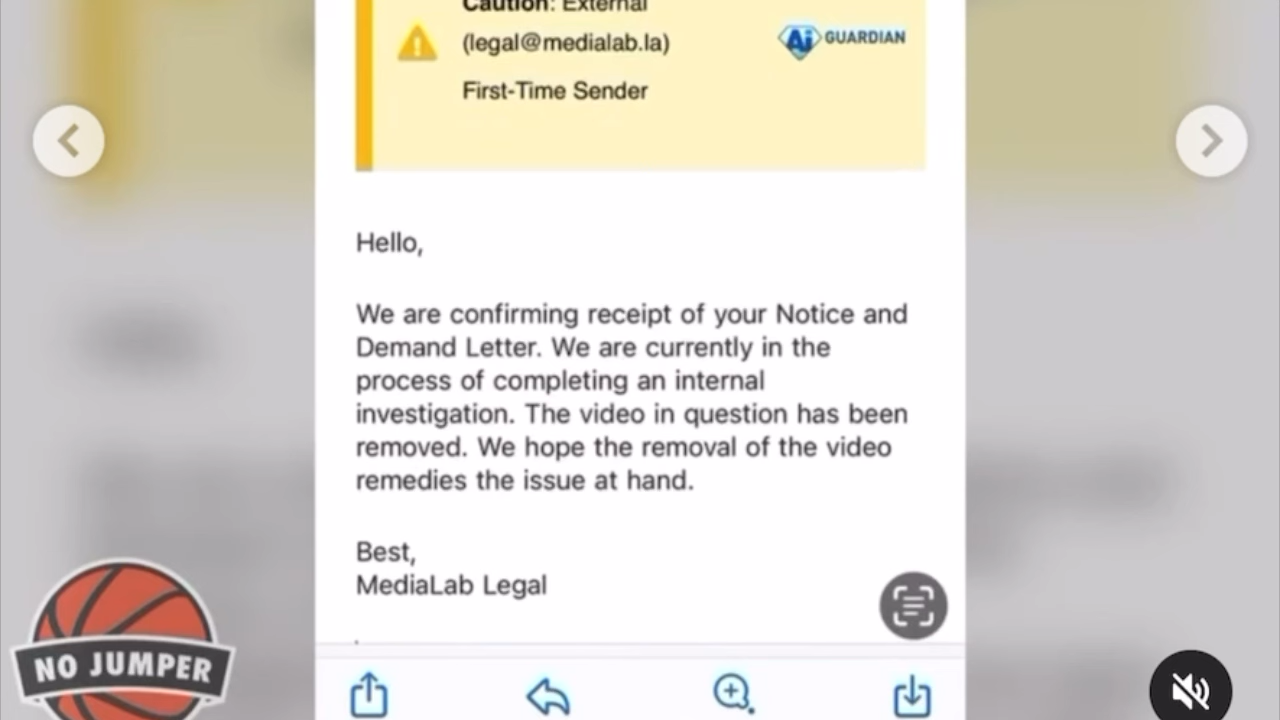 Caution: External
(legal@medialab.la)
Ai GUARDIAN
First-Time Sender
Hello,
We are confirming receipt of your Notice and
Demand Letter. We are currently in the
process of completing an internal
investigation. The video in question has been
removed. We hope the removal of the video
remedies the issue at hand.
Best,
MediaLab Legal
.
NO JUMPER